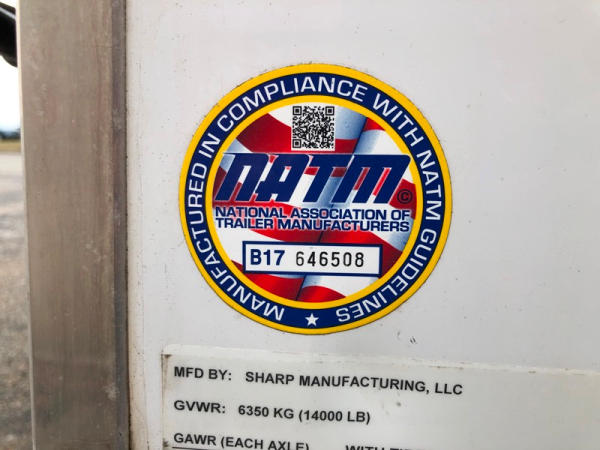 MANUFACTURED IN COMPLIANCE WITH NATM GUIDELINES
NATM©
NATIONAL ASSOCIATION OF
TRAILER MANUFACTURERS
B17 646508
MFD BY: SHARP MANUFACTURING, LLC
GVWR: 6350 KG (14000 LB)
GAWR (EACH AXLE) WITH